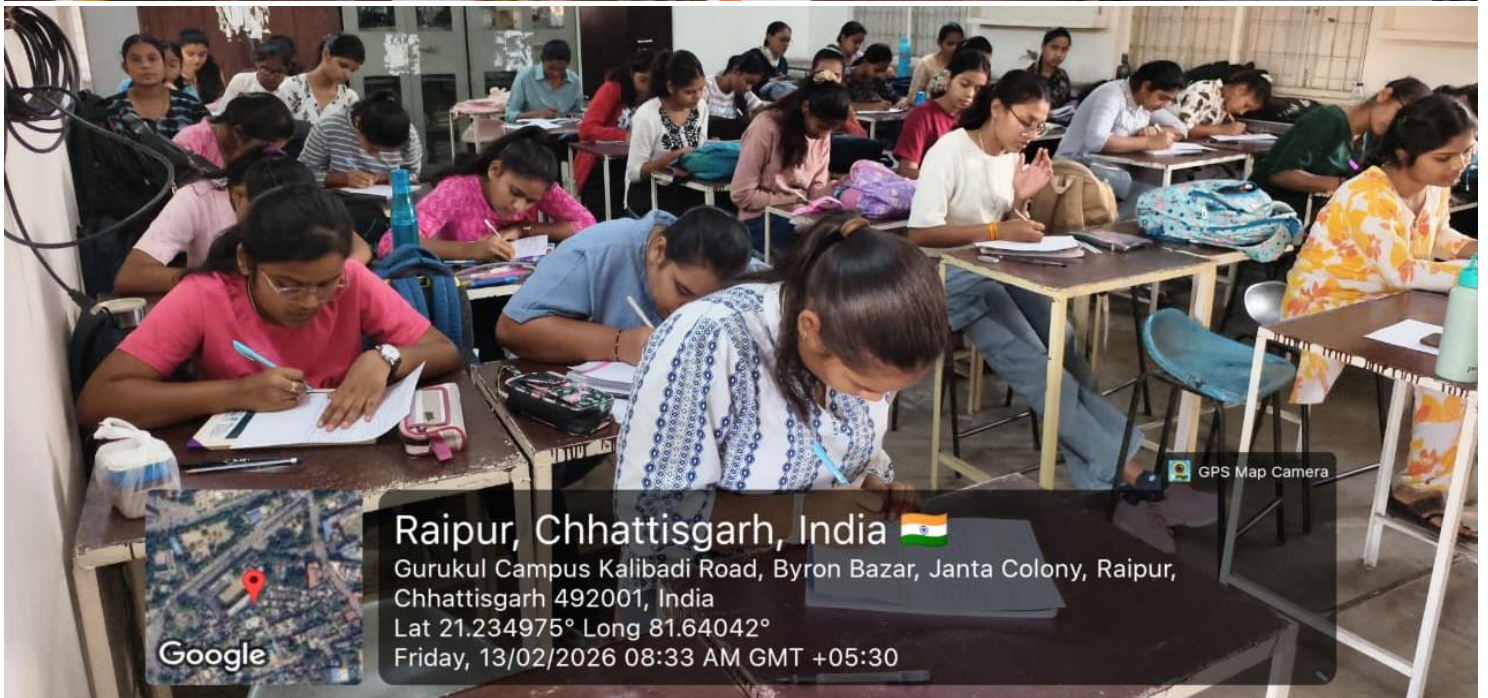 GPS Map Camera
Raipur, Chhattisgarh, India
Gurukul Campus Kalibadi Road, Byron Bazar, Janta Colony, Raipur,
Chhattisgarh 492001, India
Lat 21.234975° Long 81.64042°
Friday, 13/02/2026 08:33 AM GMT +05:30
Google